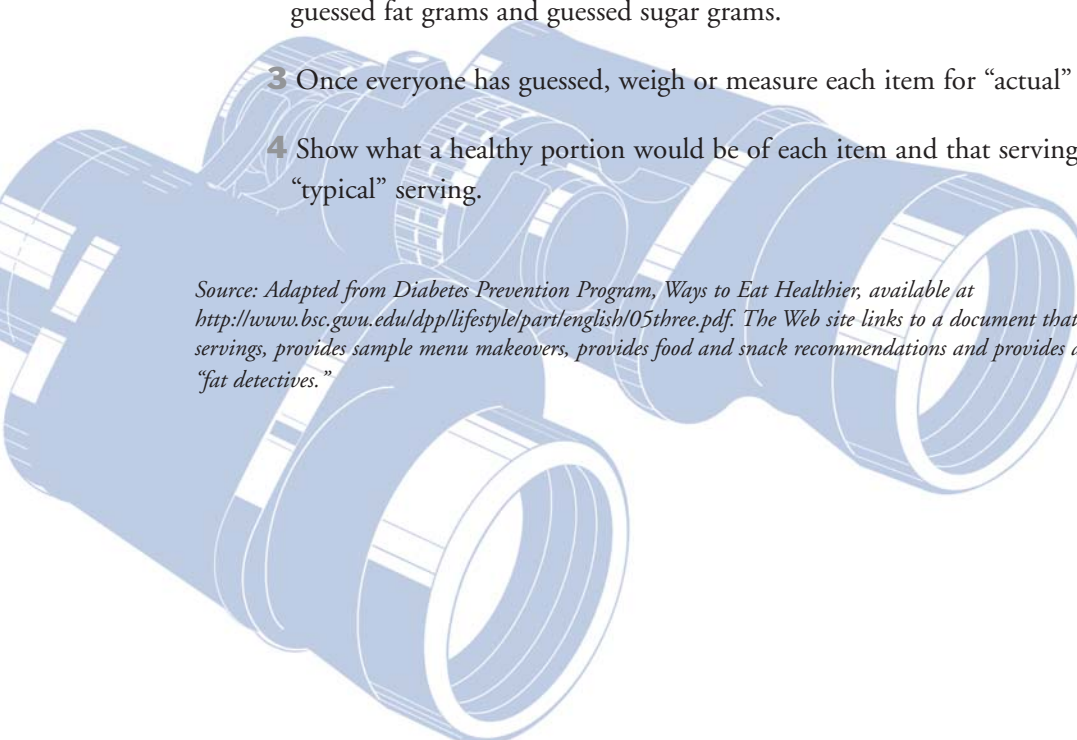 guessed fat grams and guessed sugar grams.
3 Once everyone has guessed, weigh or measure each item for “actual”
4 Show what a healthy portion would be of each item and that serving
“typical” serving.
Source: Adapted from Diabetes Prevention Program, Ways to Eat Healthier, available at
http://www.bsc.gwu.edu/dpp/lifestyle/part/english/05three.pdf. The Web site links to a document that
servings, provides sample menu makeovers, provides food and snack recommendations and provides
“fat detectives.”